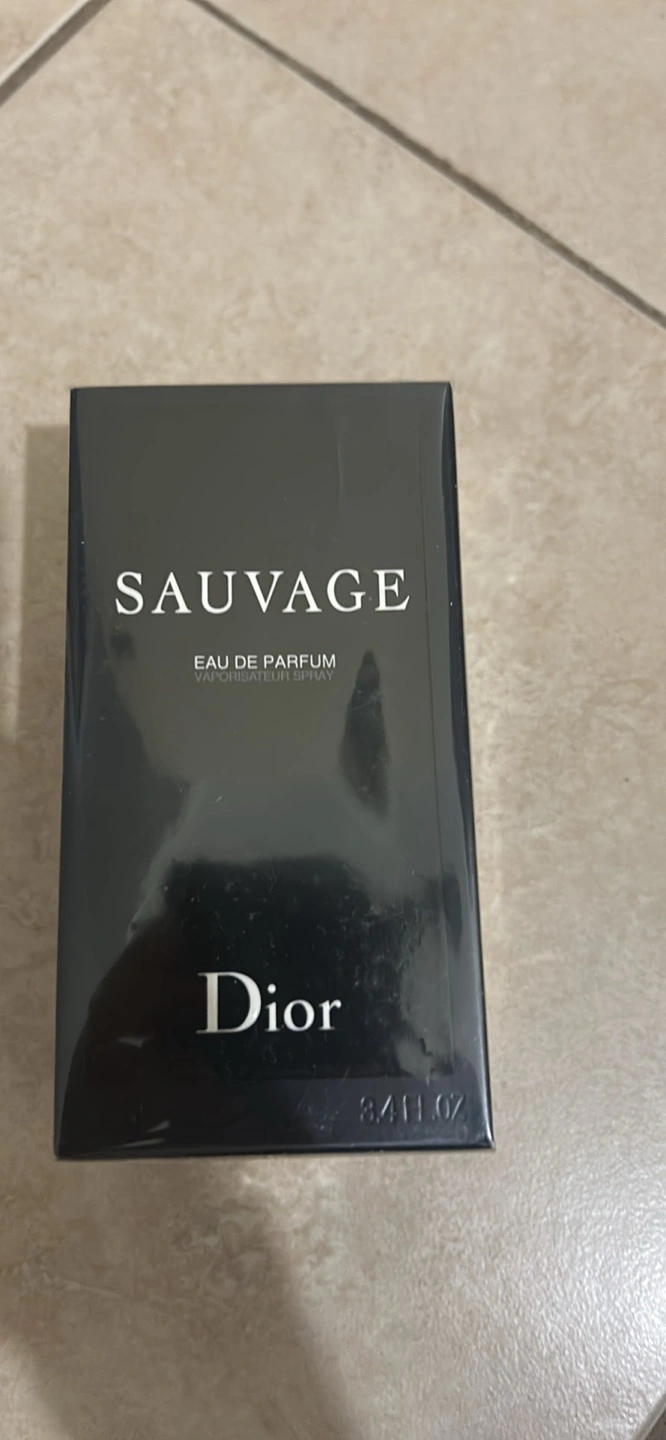 SAUVAGE
EAU DE PARFUM
VAPORISATEUR SPRAY
Dior
3.4 FL.OZ